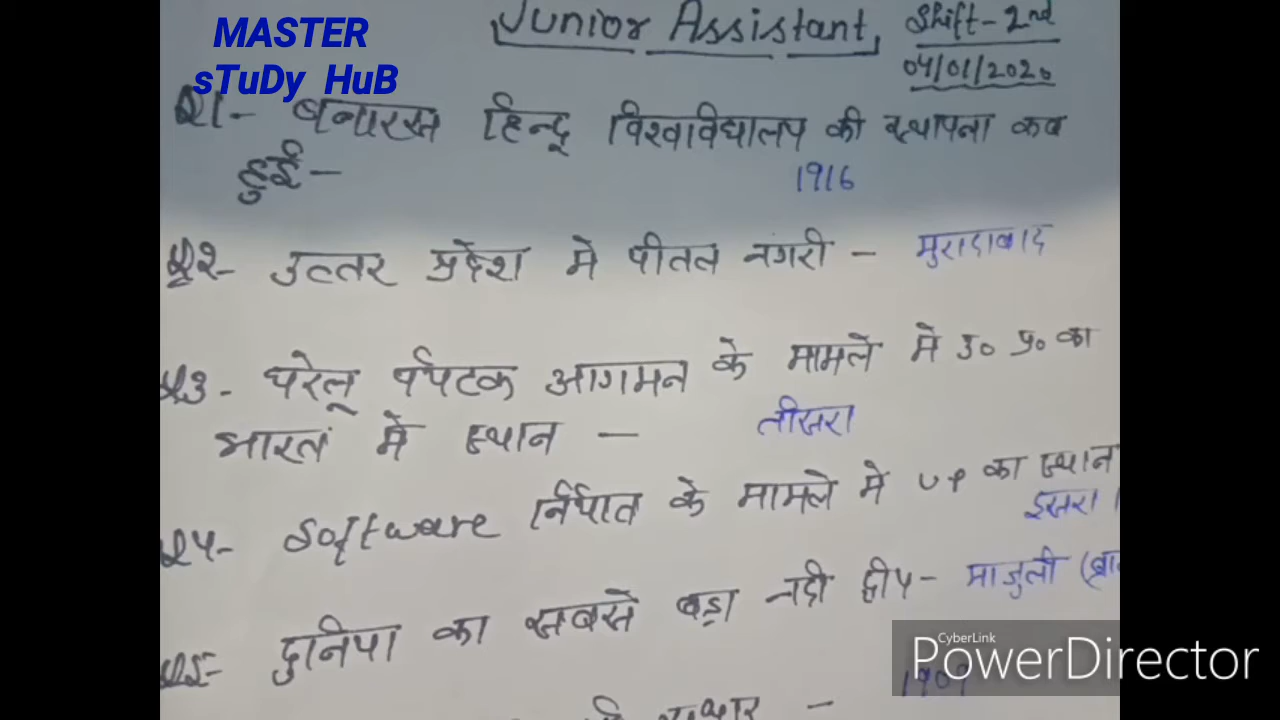 MASTER
sTuDy HuB
Junior Assistant, Shift - 2nd
04/01/2020
Q1- बनारस हिन्दू विश्वाविद्यालय की स्थापना कब
हुई -
1916
Q2- उत्तर प्रदेश मे पीतल नगरी - मुरादाबाद
Q3- घरेलू पर्यटक आगमन के मामले मे उ० प्र० का
भारत में स्थान - तीसरा
Q4- Software निर्यात के मामले मे UP का स्थान
दूसरा ।
Q5- दुनिया का सबसे बड़ा नदी द्वीप - माजुली
1909
CyberLink
PowerDirector